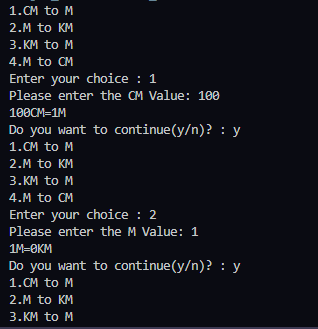 1.CM to M
2.M to KM
3.KM to M
4.M to CM
Enter your choice : 1
Please enter the CM Value: 100
100CM=1M
Do you want to continue(y/n)? : y
1.CM to M
2.M to KM
3.KM to M
4.M to CM
Enter your choice : 2
Please enter the M Value: 1
1M=0KM
Do you want to continue(y/n)? : y
1.CM to M
2.M to KM
3.KM to M